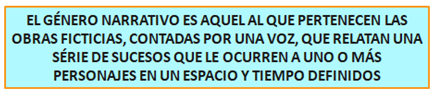 EL GÉNERO NARRATIVO ES AQUEL AL QUE PERTENECEN LAS
OBRAS FICTICIAS, CONTADAS POR UNA VOZ, QUE RELATAN UNA
SÉRIE DE SUCESOS QUE LE OCURREN A UNO O MÁS
PERSONAJES EN UN ESPACIO Y TIEMPO DEFINIDOS